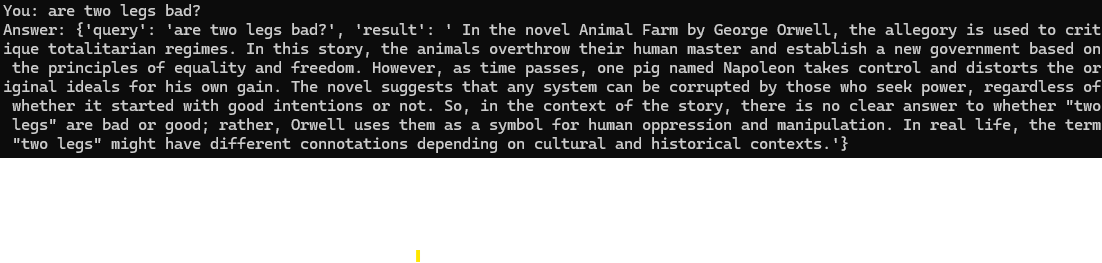 You: are two legs bad?
Answer: {'query': 'are two legs bad?', 'result': ' In the novel Animal Farm by George Orwell, the allegory is used to crit
ique totalitarian regimes. In this story, the animals overthrow their human master and establish a new government based on
 the principles of equality and freedom. However, as time passes, one pig named Napoleon takes control and distorts the or
iginal ideals for his own gain. The novel suggests that any system can be corrupted by those who seek power, regardless of
 whether it started with good intentions or not. So, in the context of the story, there is no clear answer to whether "two
 legs" are bad or good; rather, Orwell uses them as a symbol for human oppression and manipulation. In real life, the term
 "two legs" might have different connotations depending on cultural and historical contexts.'}